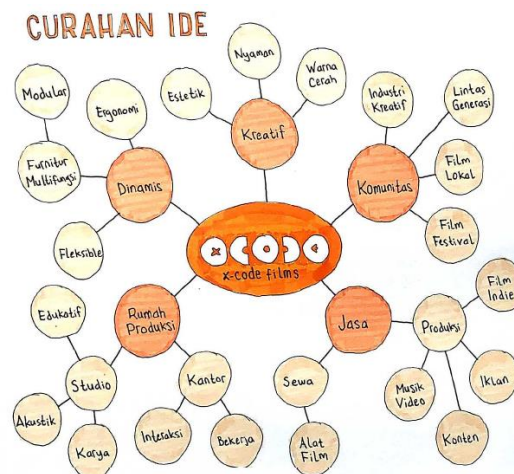 CURAHAN IDE
Modular
Ergonomi
Furnitur
Multifungsi
Dinamis
Fleksible
Estetik
Nyaman
Warna
Cerah
Kreatif
Industri
Kreatif
Lintas
Generasi
Film
Lokal
Film
Festival
Komunitas
x-code films
Rumah
Produksi
Edukatif
Studio
Akustik
Karya
Kantor
Interaksi
Bekerja
Jasa
Sewa
Alat
Film
Produksi
Film
Indie
Iklan
Konten
Musik
Video